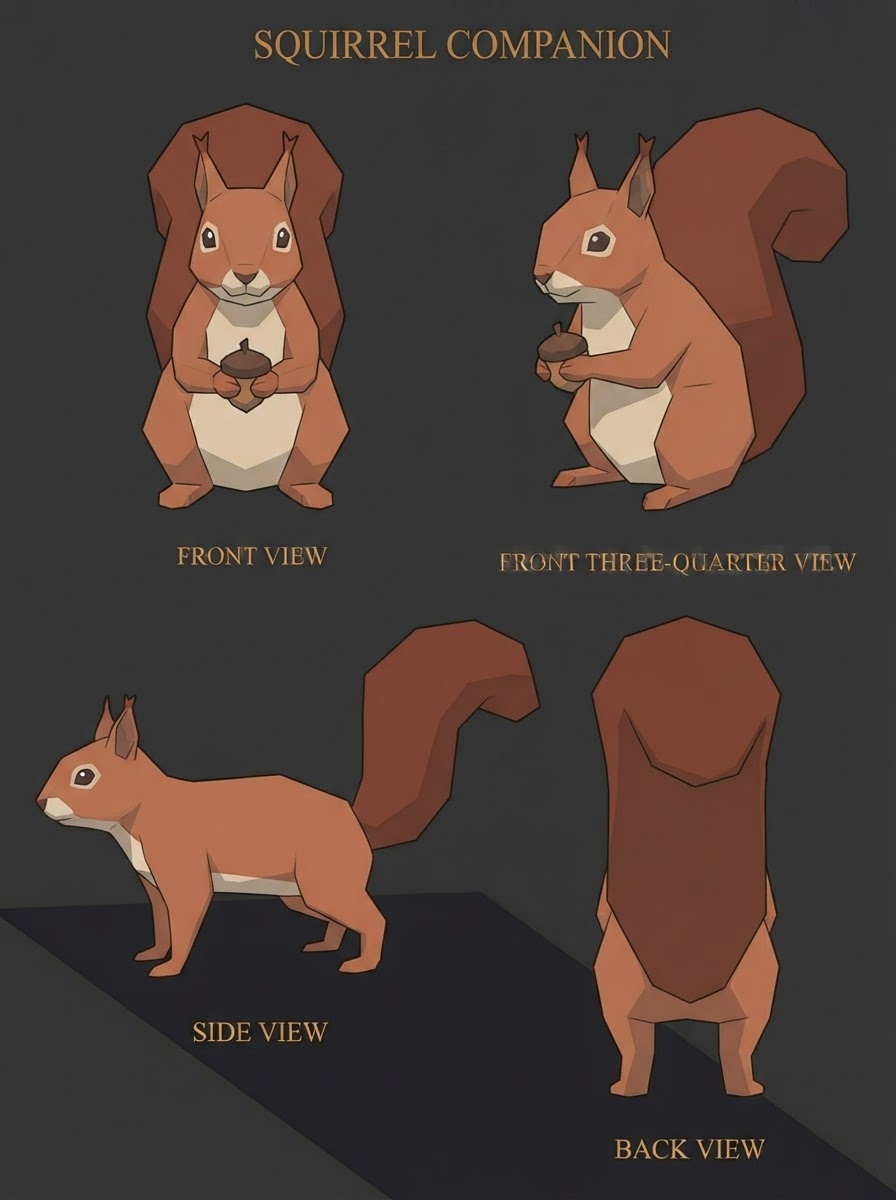 SQUIRREL COMPANION
FRONT VIEW
FRONT THREE-QUARTER VIEW
SIDE VIEW
BACK VIEW